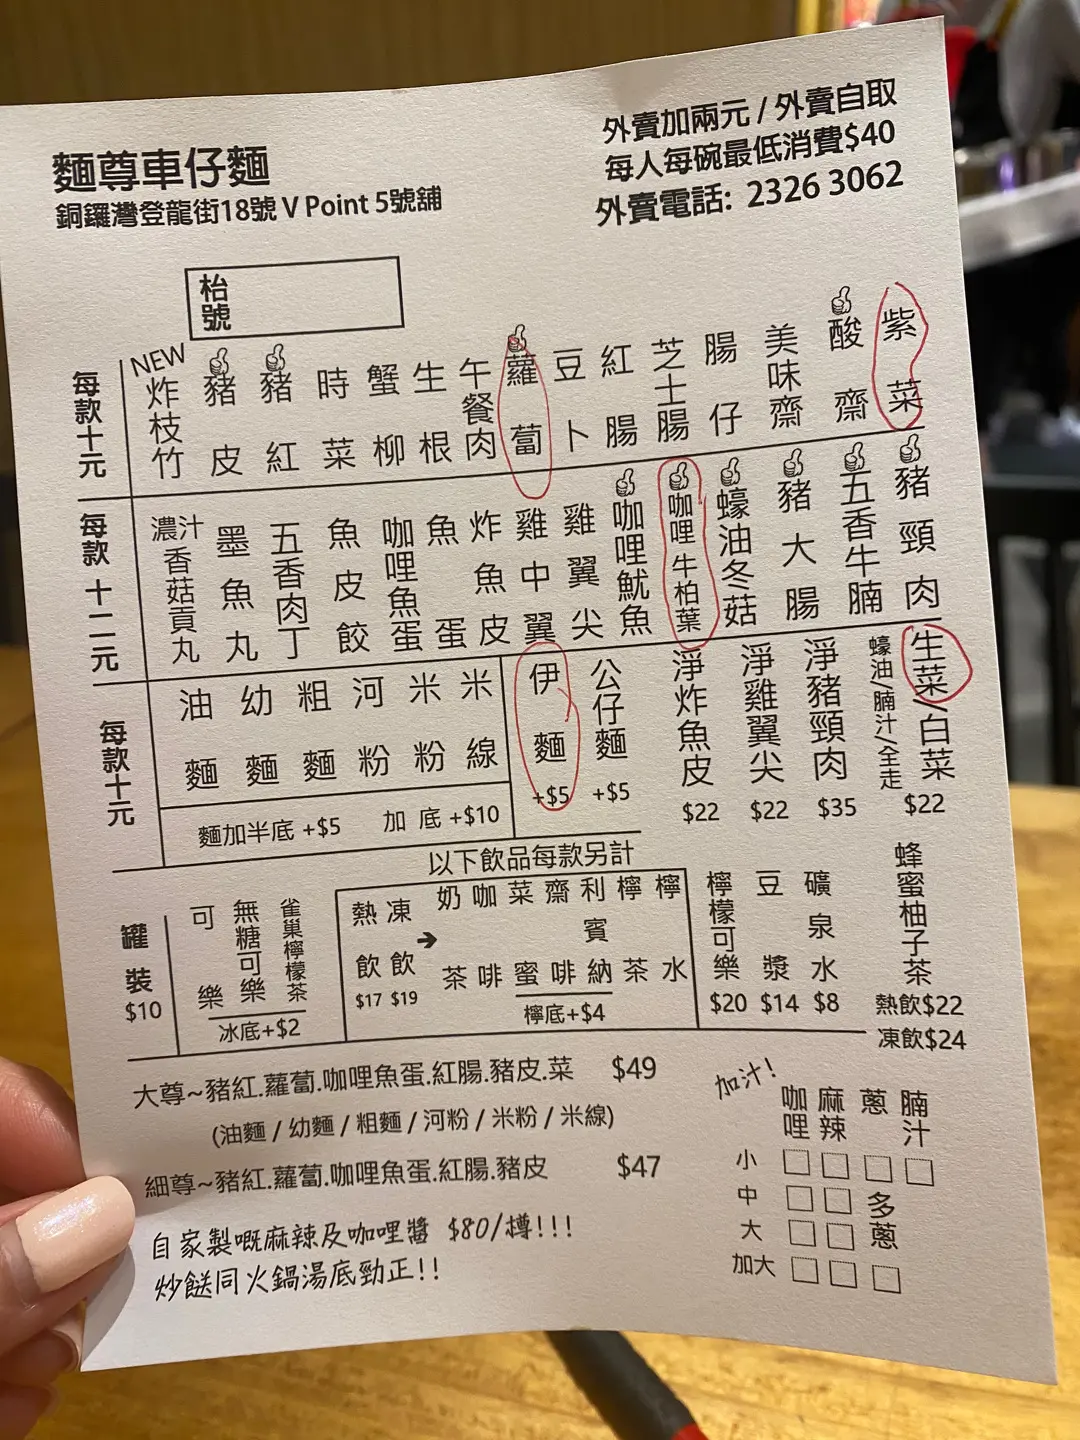 麵尊車仔麵
銅鑼灣登龍街18號 V Point 5號舖
外賣加兩元 / 外賣自取
每人每碗最低消費$40
外賣電話: 2326 3062
枱號
每款十元
NEW
炸枝竹
豬皮
豬紅
時菜
蟹柳
生根
午餐肉
蘿蔔
豆卜
紅腸
芝士腸
腸仔
美味齋
酸齋
紫菜
每款十二元
濃汁香菇貢丸
墨魚丸
五香肉丁
魚皮餃
咖哩魚蛋
魚蛋
炸魚皮
雞中翼
雞翼尖
咖哩魷魚
咖哩牛柏葉
蠔油冬菇
豬大腸
五香牛腩
豬頸肉
每款十元
油麵
幼麵
粗麵
河粉
米粉
米線
麵加半底 +$5 加底 +$10
伊麵 +$5
公仔麵 +$5
淨炸魚皮 $22
淨雞翼尖 $22
淨豬頸肉 $35
蠔油/腩汁/全走
生菜/白菜 $22
以下飲品每款另計
罐裝 $10
可樂
無糖可樂
雀巢檸檬茶
冰底+$2
熱飲 $17
凍飲 $19
➔
奶茶
咖啡
菜蜜
齋啡
利賓納
檸茶
檸水
檸底+$4
檸檬可樂 $20
豆漿 $14
礦泉水 $8
蜂蜜柚子茶
熱飲$22
凍飲$24
大尊~豬紅.蘿蔔.咖哩魚蛋.紅腸.豬皮.菜 $49
(油麵 / 幼麵 / 粗麵 / 河粉 / 米粉 / 米線)
細尊~豬紅.蘿蔔.咖哩魚蛋.紅腸.豬皮 $47
自家製嘅麻辣及咖哩醬 $80/樽!!!
炒餸同火鍋湯底勁正!!
加汁!
咖哩 麻辣 蔥 腩汁
小
中 多蔥
大
加大